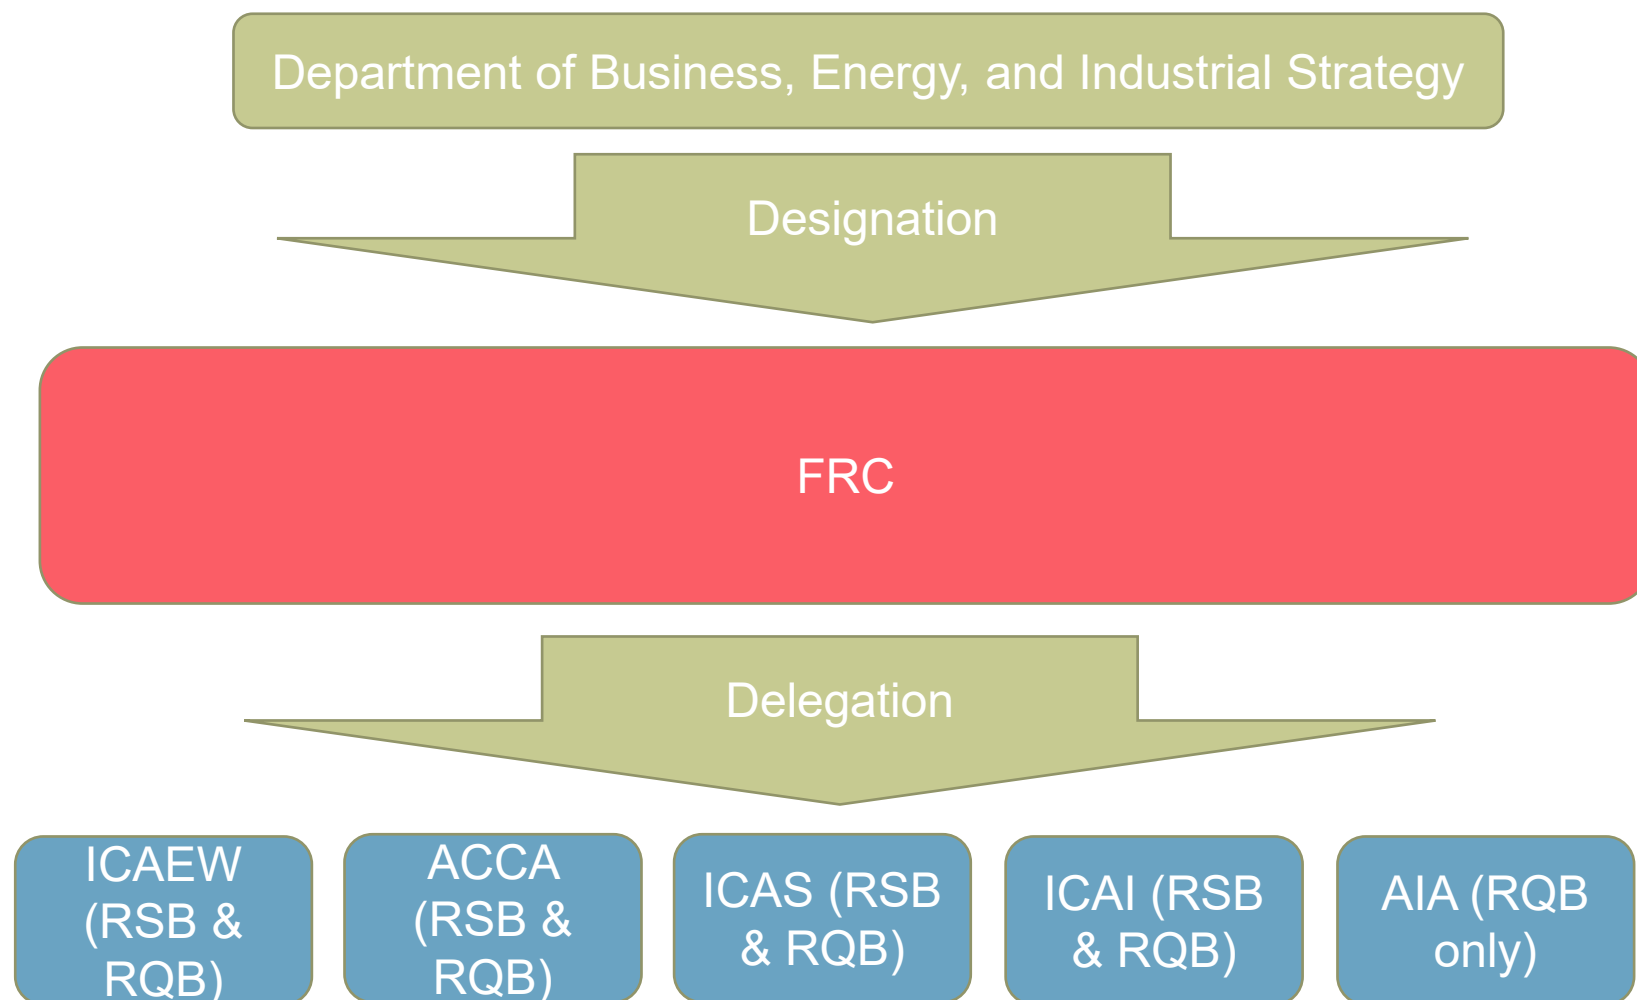 Department of Business, Energy, and Industrial Strategy
Designation
FRC
Delegation
ICAEW
(RSB &
RQB)
ACCA
(RSB &
RQB)
ICAS (RSB
& RQB)
ICAI (RSB
& RQB)
AIA (RQB
only)